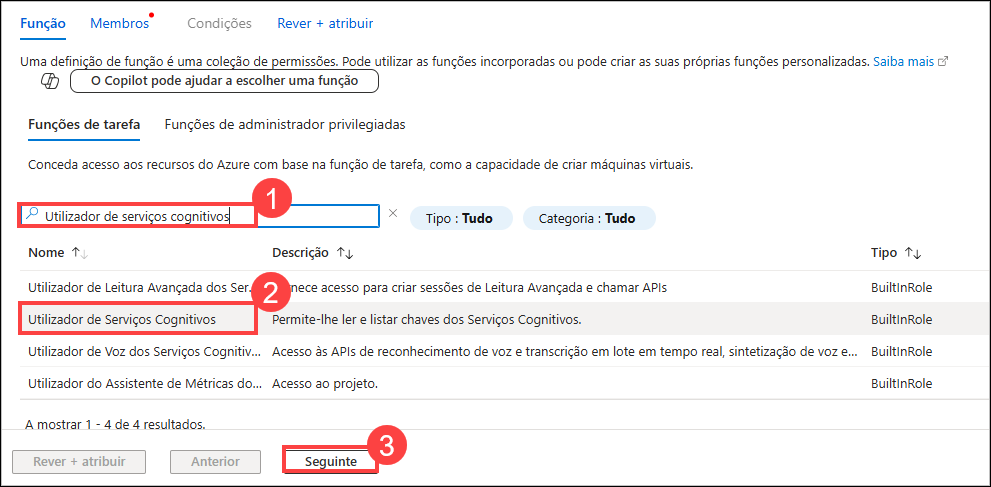 Função Membros Condições Rever + atribuir
Uma definição de função é uma coleção de permissões. Pode utilizar as funções incorporadas ou pode criar as suas próprias funções personalizadas. Saiba mais
O Copilot pode ajudar a escolher uma função
Funções de tarefa Funções de administrador privilegiadas
Conceda acesso aos recursos do Azure com base na função de tarefa, como a capacidade de criar máquinas virtuais.
1
Utilizador de serviços cognitivos × Tipo : Tudo Categoria : Tudo
Nome ↑↓ Descrição ↑↓ Tipo ↑↓
Utilizador de Leitura Avançada dos Ser... nece acesso para criar sessões de Leitura Avançada e chamar APIs BuiltInRole
2
Utilizador de Serviços Cognitivos Permite-lhe ler e listar chaves dos Serviços Cognitivos. BuiltInRole
Utilizador de Voz dos Serviços Cognitiv... Acesso às APIs de reconhecimento de voz e transcrição em lote em tempo real, sintetização de voz e... BuiltInRole
Utilizador do Assistente de Métricas do... Acesso ao projeto. BuiltInRole
A mostrar 1 - 4 de 4 resultados.
3
Rever + atribuir Anterior Seguinte